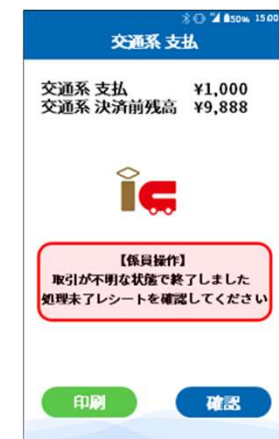 50% 15:00
交通系 支払
交通系 支払 ¥1,000
交通系 決済前残高 ¥9,888
【係員操作】
取引が不明な状態で終了しました
処理未了レシートを確認してください
印刷 確認